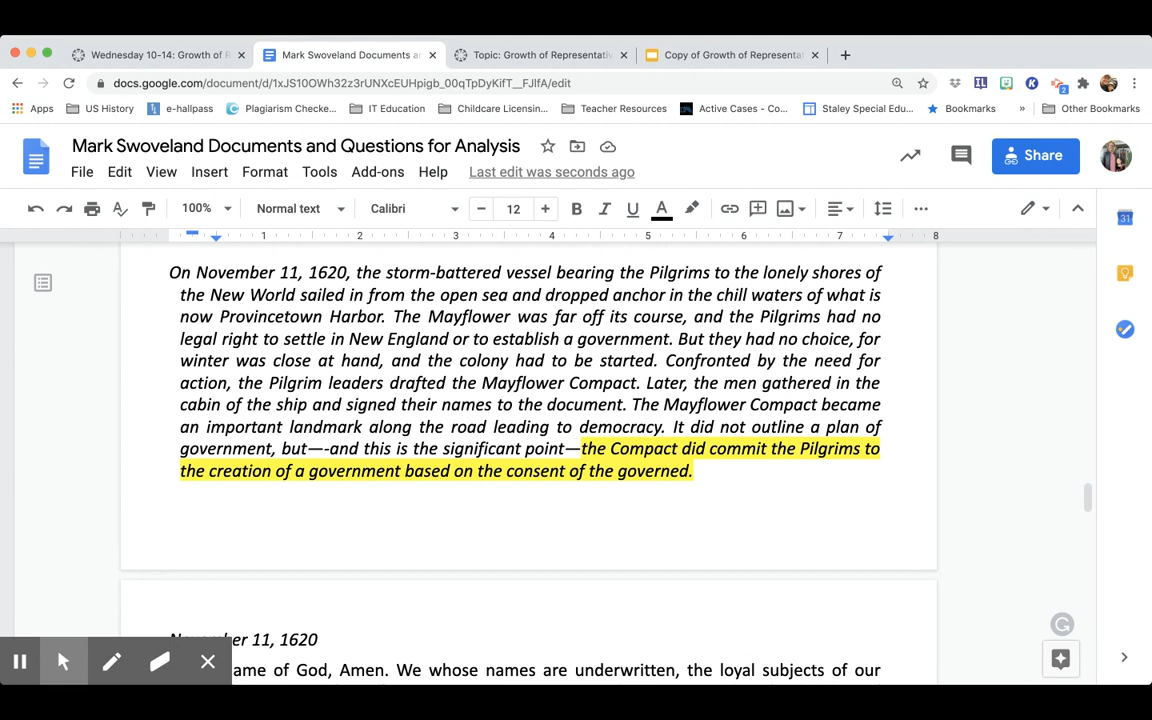 Wednesday 10-14: Growth of R
Mark Swoveland Documents a
Topic: Growth of Representativ
Copy of Growth of Representat
docs.google.com/document/d/1xJS10OWh32z3rUNXcEUHpigb_00qTpDyKifT__FJlfA/edit
Apps
US History
e-hallpass
Plagiarism Checke...
IT Education
Childcare Licensin...
Teacher Resources
Active Cases - Co...
Staley Special Edu...
Bookmarks
»
Other Bookmarks
Mark Swoveland Documents and Questions for Analysis
File Edit View Insert Format Tools Add-ons Help Last edit was seconds ago
Share
100% Normal text Calibri 12 B I U A
1 2 3 4 5 6 7 8
31
On November 11, 1620, the storm-battered vessel bearing the Pilgrims to the lonely shores of
the New World sailed in from the open sea and dropped anchor in the chill waters of what is
now Provincetown Harbor. The Mayflower was far off its course, and the Pilgrims had no
legal right to settle in New England or to establish a government. But they had no choice, for
winter was close at hand, and the colony had to be started. Confronted by the need for
action, the Pilgrim leaders drafted the Mayflower Compact. Later, the men gathered in the
cabin of the ship and signed their names to the document. The Mayflower Compact became
an important landmark along the road leading to democracy. It did not outline a plan of
government, but—-and this is the significant point—the Compact did commit the Pilgrims to
the creation of a government based on the consent of the governed.
November 11, 1620
ame of God, Amen. We whose names are underwritten, the loyal subjects of our